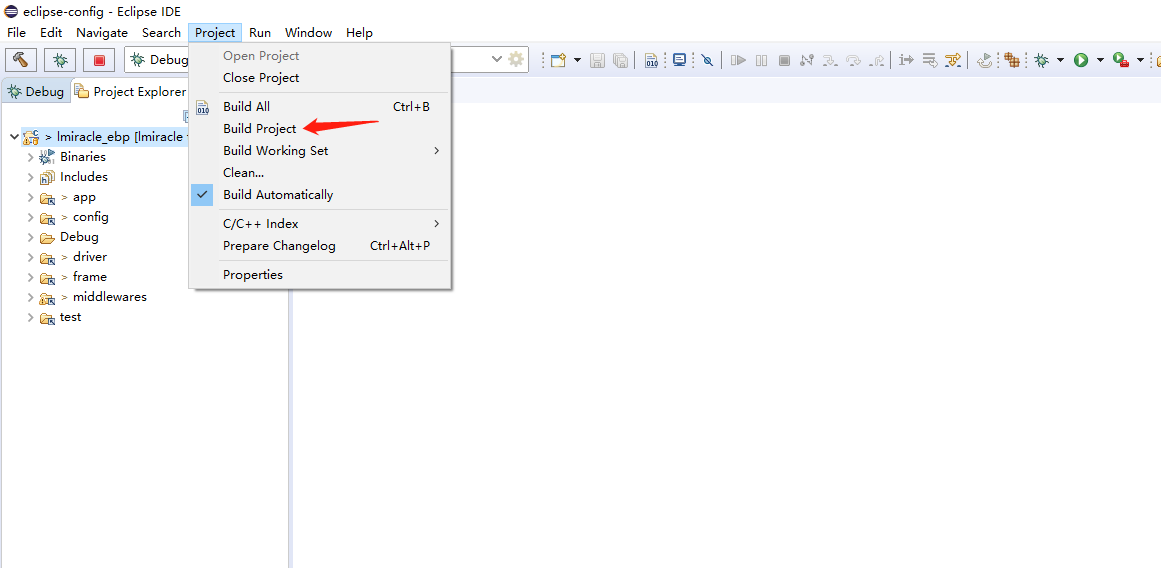 eclipse-config - Eclipse IDE
File Edit Navigate Search Project Run Window Help
Debug
Open Project
Close Project
Build All Ctrl+B
Build Project
Build Working Set
Clean...
Build Automatically
C/C++ Index
Prepare Changelog Ctrl+Alt+P
Properties
Debug Project Explorer
> lmiracle_ebp [lmiracle
Binaries
Includes
> app
> config
Debug
> driver
> frame
> middlewares
test